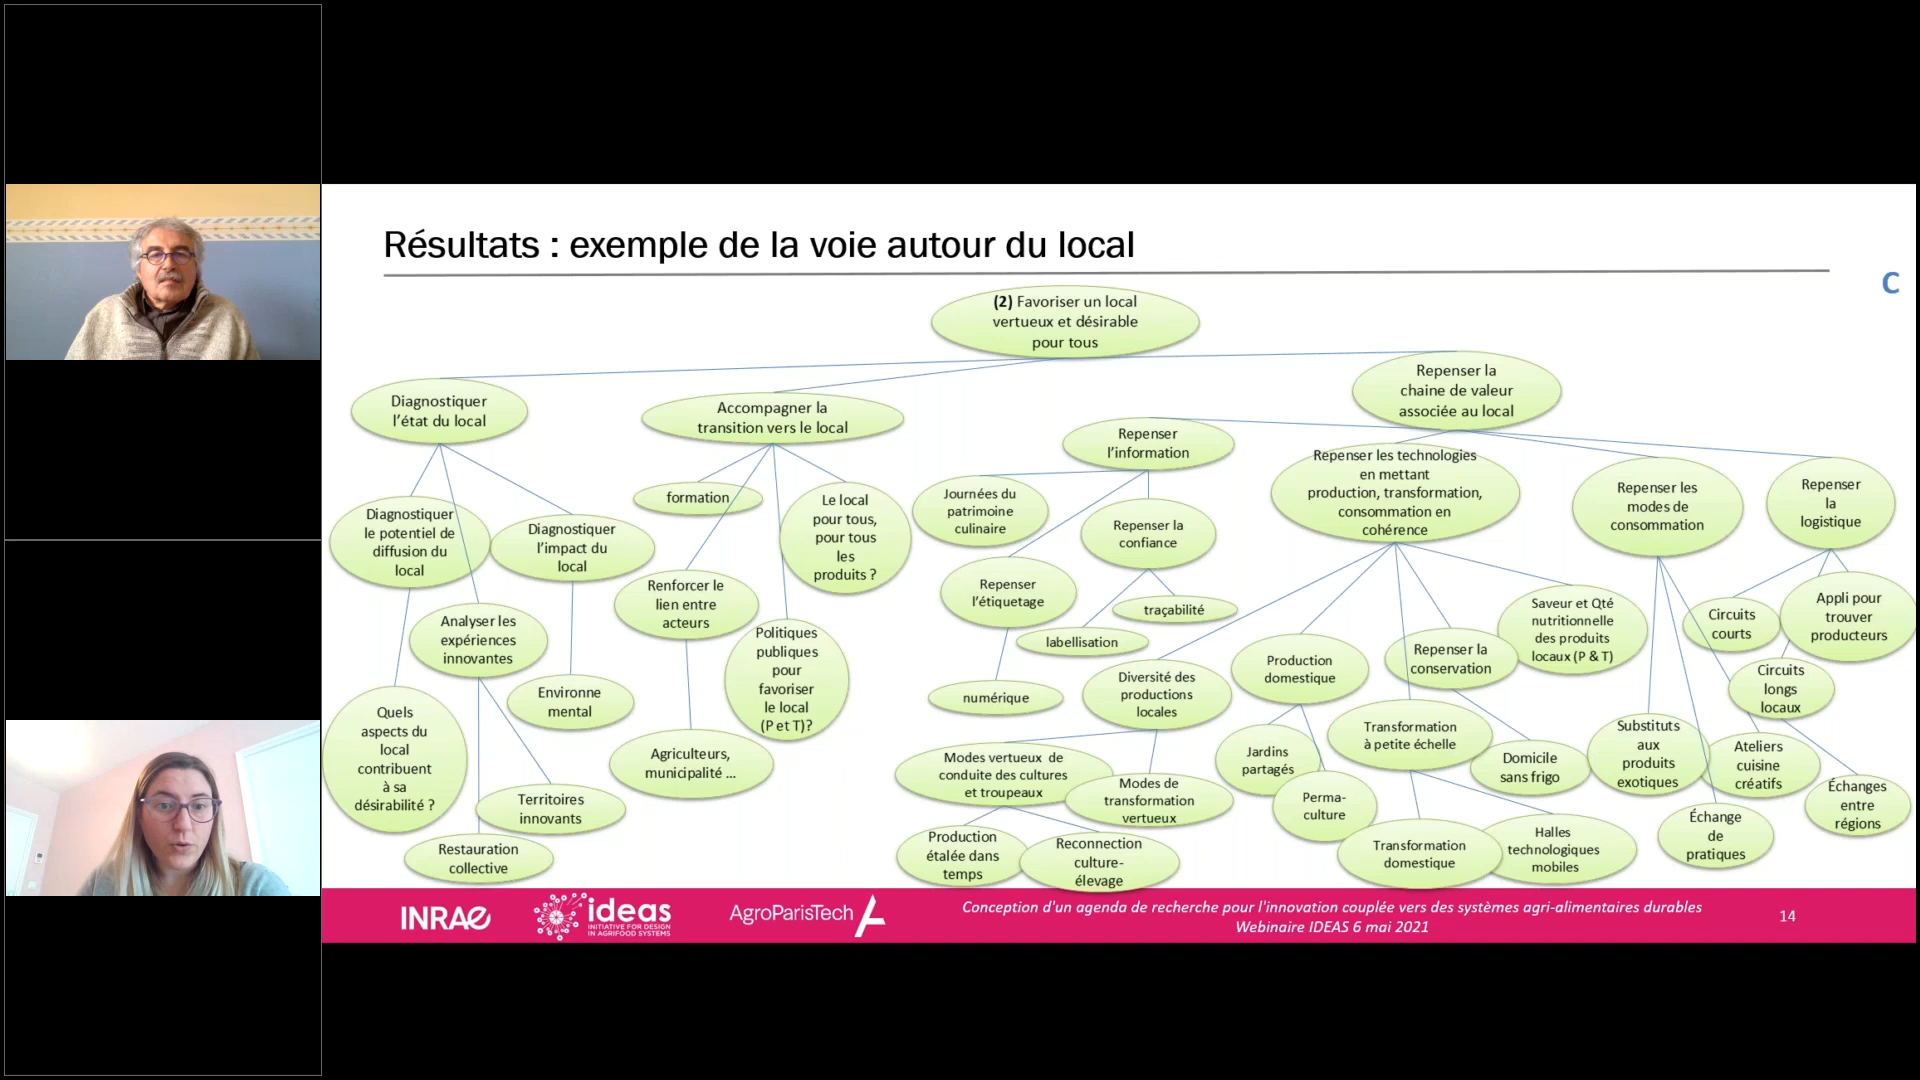 Résultats : exemple de la voie autour du local
C
(2) Favoriser un local
vertueux et désirable
pour tous
Diagnostiquer
l'état du local
Accompagner la
transition vers le local
Repenser la
chaine de valeur
associée au local
Diagnostiquer
le potentiel de
diffusion du
local
Diagnostiquer
l'impact du
local
Analyser les
expériences
innovantes
Environne
mental
Quels
aspects du
local
contribuent
à sa
désirabilité ?
Territoires
innovants
Restauration
collective
formation
Le local
pour tous,
pour tous
les
produits ?
Renforcer le
lien entre
acteurs
Politiques
publiques
pour
favoriser
le local
(P et T)?
Agriculteurs,
municipalité ...
Repenser
l'information
Journées du
patrimoine
culinaire
Repenser la
confiance
Repenser
l'étiquetage
traçabilité
labellisation
numérique
Repenser les technologies
en mettant
production, transformation,
consommation en
cohérence
Diversité des
productions
locales
Production
domestique
Repenser la
conservation
Saveur et Qté
nutritionnelle
des produits
locaux (P & T)
Modes vertueux de
conduite des cultures
et troupeaux
Modes de
transformation
vertueux
Production
étalée dans
temps
Reconnection
culture-
élevage
Jardins
partagés
Perma-
culture
Transformation
à petite échelle
Domicile
sans frigo
Transformation
domestique
Halles
technologiques
mobiles
Repenser les
modes de
consommation
Substituts
aux
produits
exotiques
Ateliers
cuisine
créatifs
Échange
de
pratiques
Repenser
la
logistique
Circuits
courts
Appli pour
trouver
producteurs
Circuits
longs
locaux
Échanges
entre
régions
INRAE
ideas
INITIATIVE FOR DESIGN
IN AGRIFOOD SYSTEMS
AgroParisTech
Conception d'un agenda de recherche pour l'innovation couplée vers des systèmes agri-alimentaires durables
Webinaire IDEAS 6 mai 2021
14